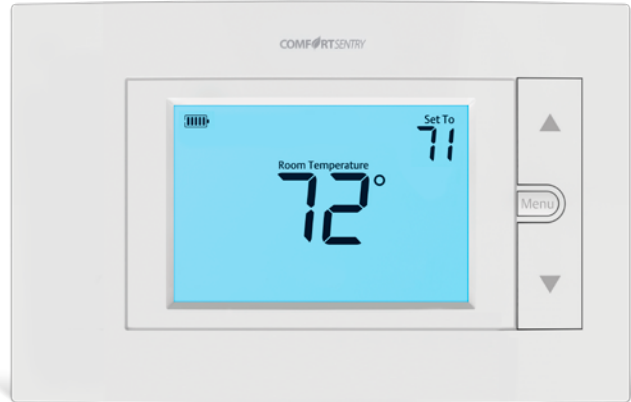 COMFORTSENTRY
Set To
71
Room Temperature
72°
Menu